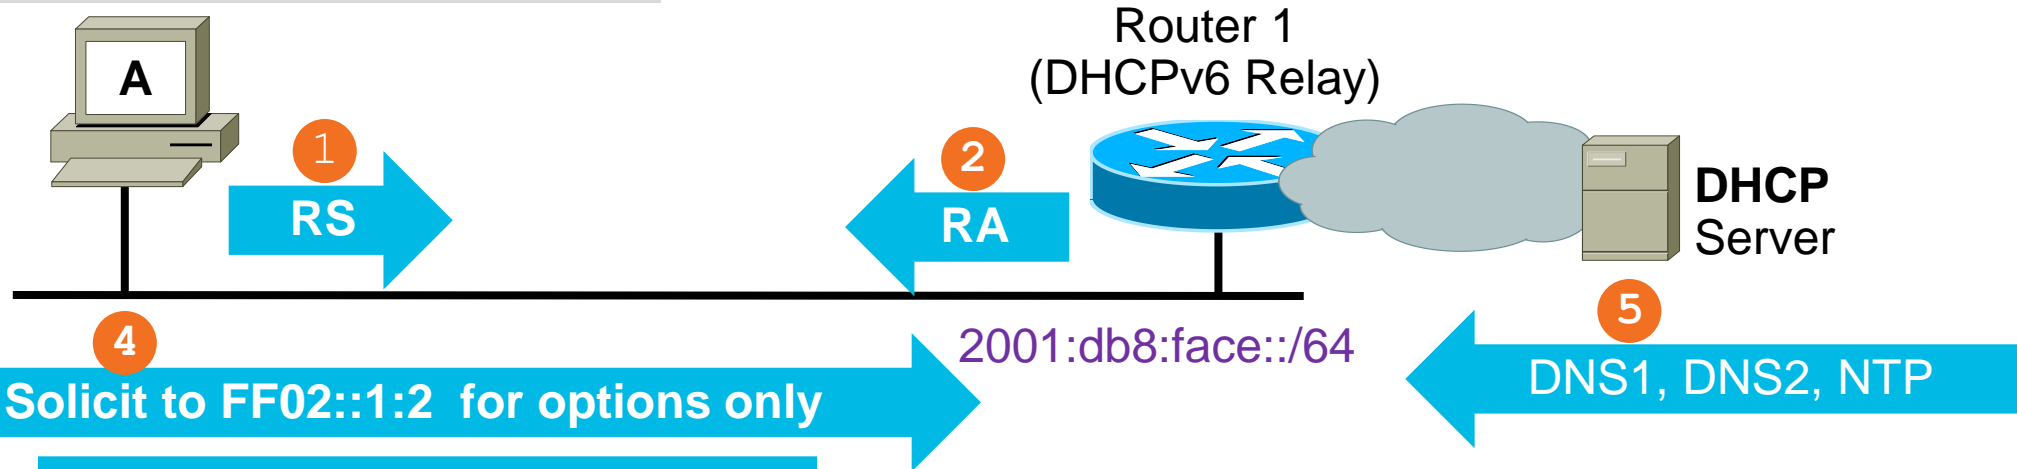 Router 1
(DHCPv6 Relay)
A
1
2
RS
RA
DHCP
Server
4
5
2001:db8:face::/64
DNS1, DNS2, NTP
Solicit to FF02::1:2 for options only